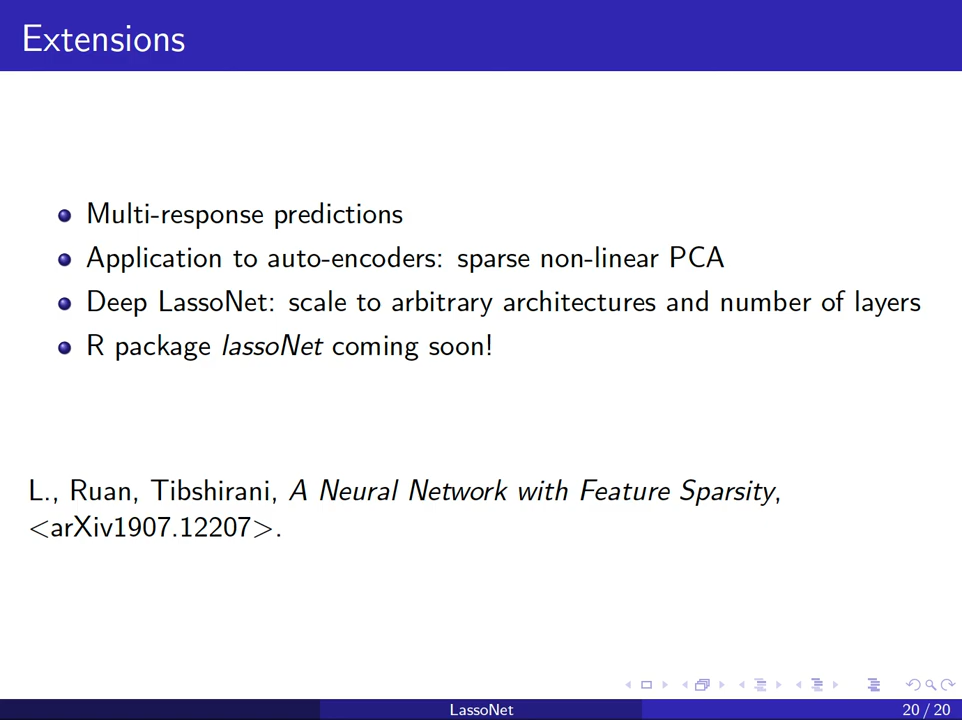 Extensions
Multi-response predictions
Application to auto-encoders: sparse non-linear PCA
Deep LassoNet: scale to arbitrary architectures and number of layers
R package lassoNet coming soon!
L., Ruan, Tibshirani, A Neural Network with Feature Sparsity,
<arXiv1907.12207>.
LassoNet
20 / 20